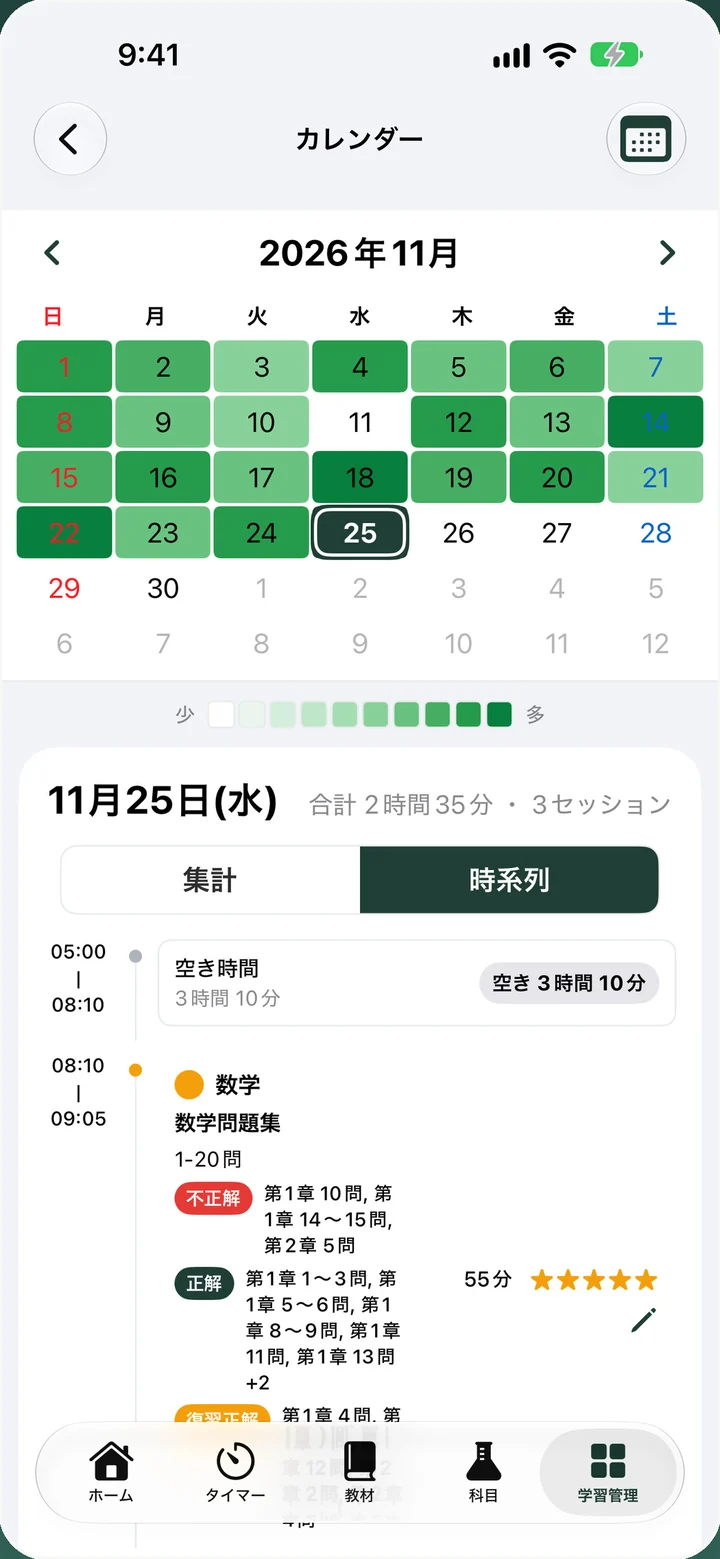 9:41
カレンダー
2026年11月
日 月 火 水 木 金 土
1 2 3 4 5 6 7
8 9 10 11 12 13 14
15 16 17 18 19 20 21
22 23 24 25 26 27 28
29 30 1 2 3 4 5
6 7 8 9 10 11 12
少 多
11月25日(水) 合計 2時間35分 ・ 3セッション
集計 時系列
05:00
|
08:10
空き時間
3時間10分
空き 3時間10分
08:10
|
09:05
数学
数学問題集
1-20問
不正解 第1章 10問, 第
1章 14〜15問,
第2章 5問
正解 第1章 1〜3問, 第
1章 5〜6問, 第1
章 8〜9問, 第1章
11問, 第1章 13問
+2
55分 ★★★★★
復習正解 第1章 4問, 第
ホーム タイマー 教材 科目 学習管理